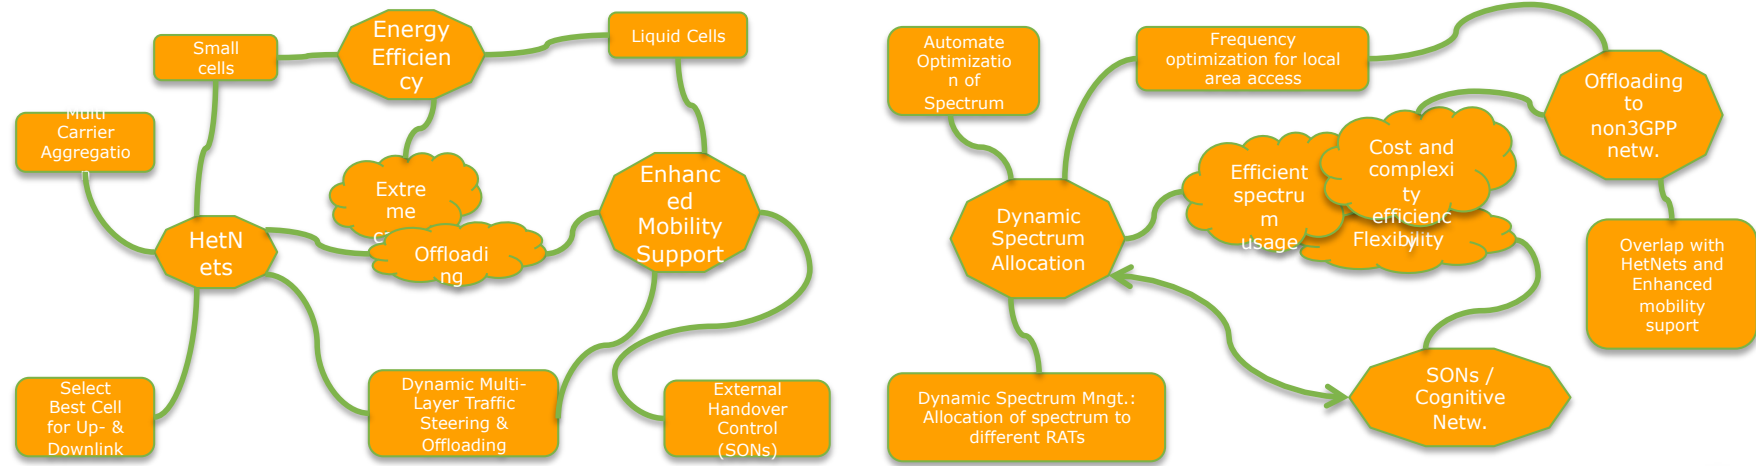 Small
cells
Energy
Efficien
cy
Liquid Cells
Multi
Carrier
Aggregatio
n
Extre
me
Offloadi
ng
Enhanc
ed
Mobility
Support
HetN
ets
Select
Best Cell
for Up- &
Downlink
Dynamic Multi-
Layer Traffic
Steering &
Offloading
External
Handover
Control
(SONs)
Automate
Optimizatio
n of
Spectrum
Frequency
optimization for local
area access
Offloading
to
non3GPP
netw.
Efficient
spectru
m
usage
Cost and
complexi
ty
efficienc
y
Flexibility
Dynamic
Spectrum
Allocation
Overlap with
HetNets and
Enhanced
mobility
suport
SONs /
Cognitive
Netw.
Dynamic Spectrum Mngt.:
Allocation of spectrum to
different RATs